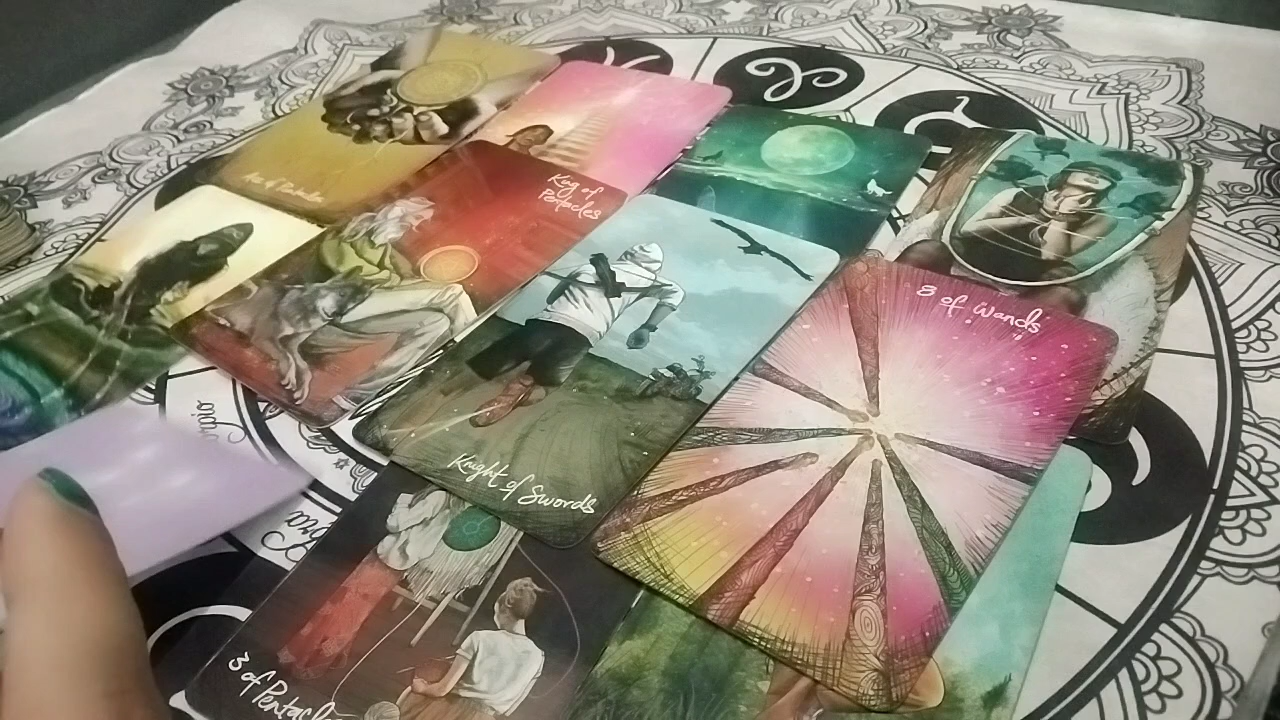 Ace of Pentacles
King of
Pentacles
8 of Wands
Knight of Swords
3 of Pentacles